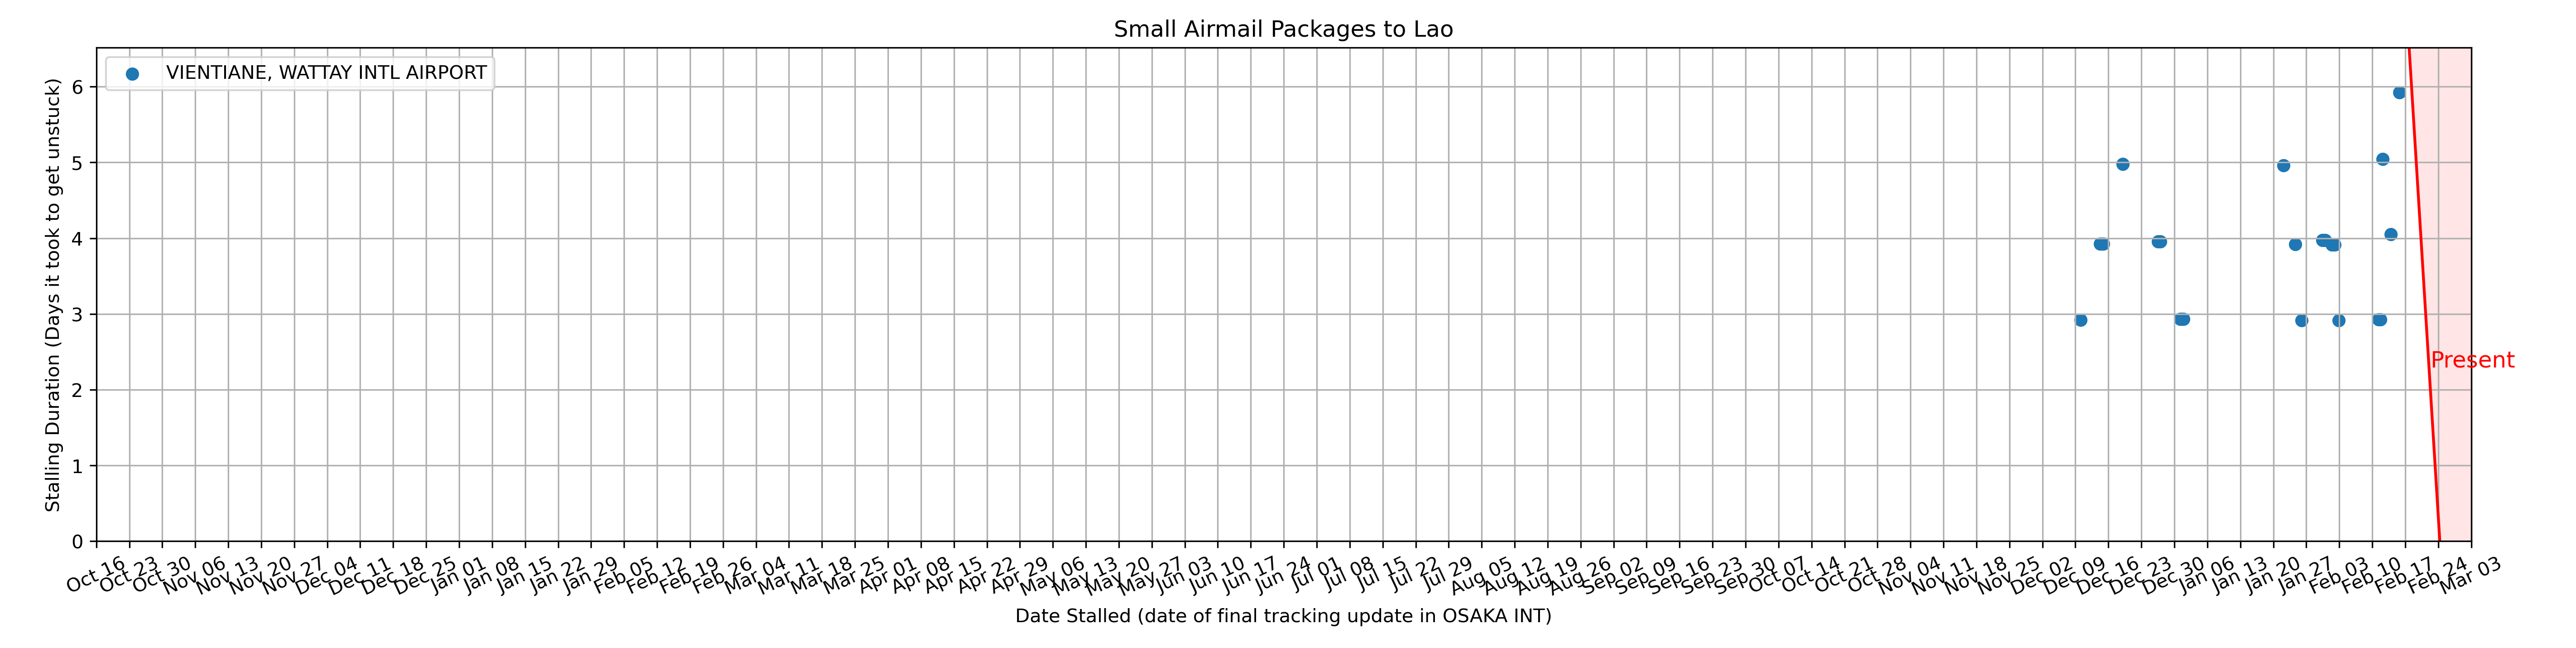 Small Airmail Packages to Lao
VIENTIANE, WATTAY INTL AIRPORT
Stalling Duration (Days it took to get unstuck)
6
5
4
3
2
1
0
Present
Oct 16 Oct 23 Oct 30 Nov 06 Nov 13 Nov 20 Nov 27 Dec 04 Dec 11 Dec 18 Dec 25 Jan 01 Jan 08 Jan 15 Jan 22 Jan 29 Feb 05 Feb 12 Feb 19 Feb 26 Mar 04 Mar 11 Mar 18 Mar 25 Apr 01 Apr 08 Apr 15 Apr 22 Apr 29 May 06 May 13 May 20 May 27 Jun 03 Jun 10 Jun 17 Jun 24 Jul 01 Jul 08 Jul 15 Jul 22 Jul 29 Aug 05 Aug 12 Aug 19 Aug 26 Sep 02 Sep 09 Sep 16 Sep 23 Sep 30 Oct 07 Oct 14 Oct 21 Oct 28 Nov 04 Nov 11 Nov 18 Nov 25 Dec 02 Dec 09 Dec 16 Dec 23 Dec 30 Jan 06 Jan 13 Jan 20 Jan 27 Feb 03 Feb 10 Feb 17 Feb 24 Mar 03
Date Stalled (date of final tracking update in OSAKA INT)